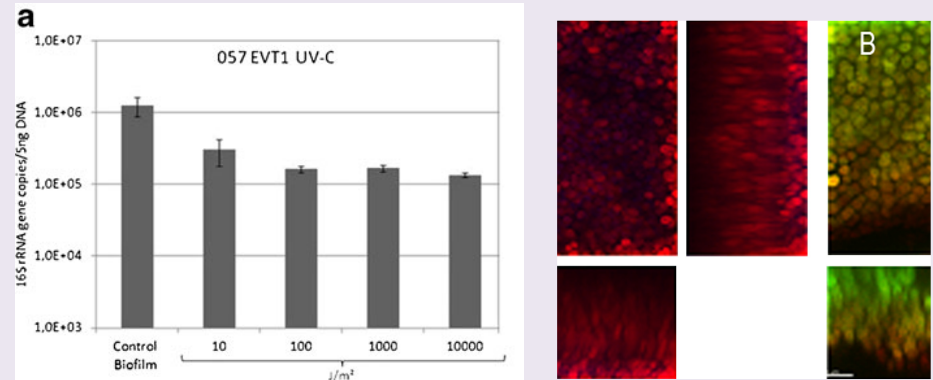 a
057 EVT1 UV-C
1,0E+07
1,0E+06
1,0E+05
1,0E+04
1,0E+03
16S rRNA gene copies/5ng DNA
Control
Biofilm
10
100
1000
10000
J/m²
B